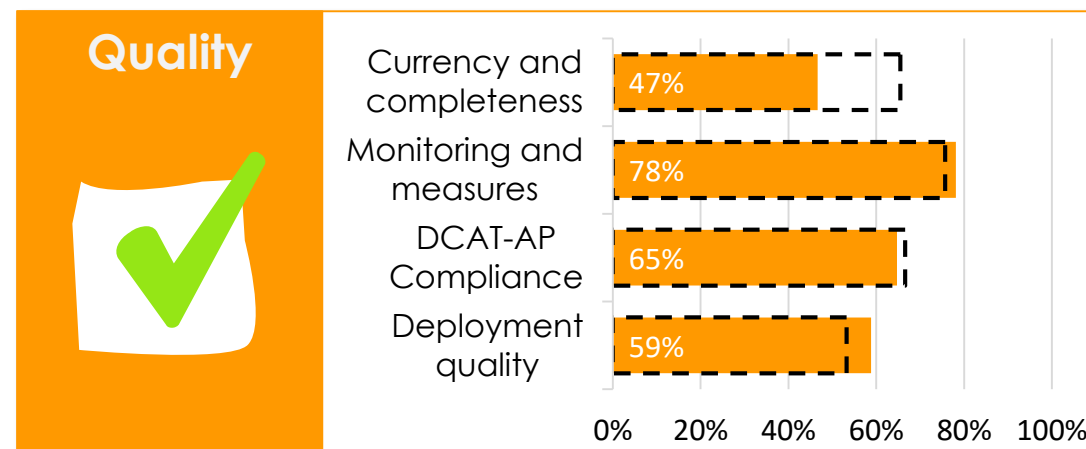 Quality
Currency and
completeness
47%
Monitoring and
measures
78%
DCAT-AP
Compliance
65%
Deployment
quality
59%
0% 20% 40% 60% 80% 100%